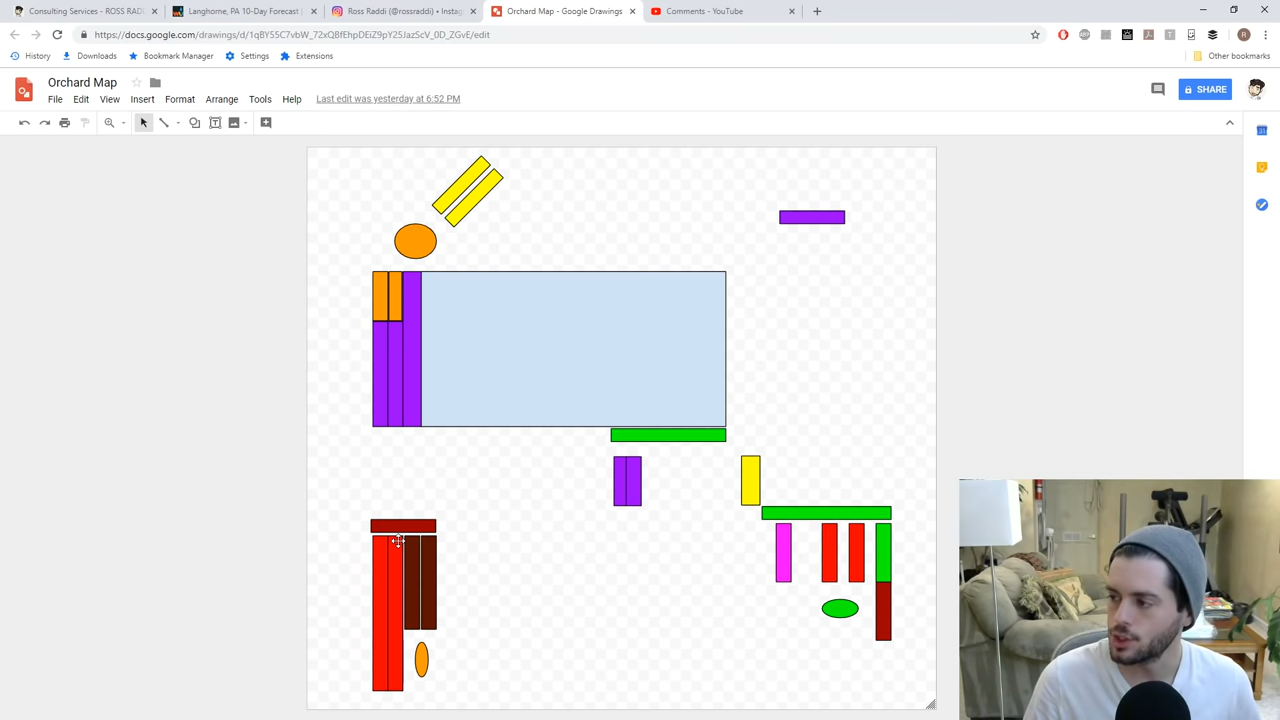 Consulting Services - ROSS RADI
Langhorne, PA 10-Day Forecast
Ross Raddi (@rossraddi) • Instag
Orchard Map - Google Drawings
Comments - YouTube
https://docs.google.com/drawings/d/1qBY55C7vbW_72xQBfEhpDEiZ9pY25JazScV_0D_ZGvE/edit
History
Downloads
Bookmark Manager
Settings
Extensions
Other bookmarks
Orchard Map
File Edit View Insert Format Arrange Tools Help Last edit was yesterday at 6:52 PM
SHARE